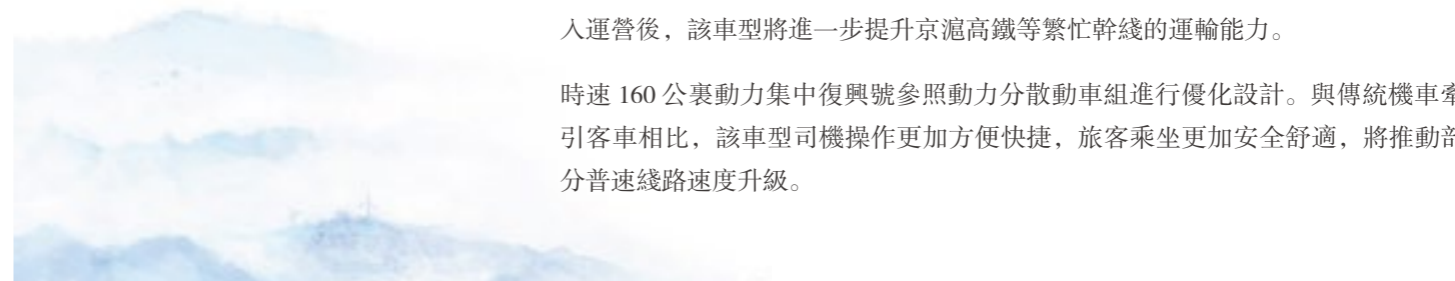 入運營後，該車型將進一步提升京滬高鐵等繁忙幹綫的運輸能力。
時速 160 公裏動力集中復興號參照動力分散動車組進行優化設計。與傳統機車牽
引客車相比，該車型司機操作更加方便快捷，旅客乘坐更加安全舒適，將推動部
分普速綫路速度升級。